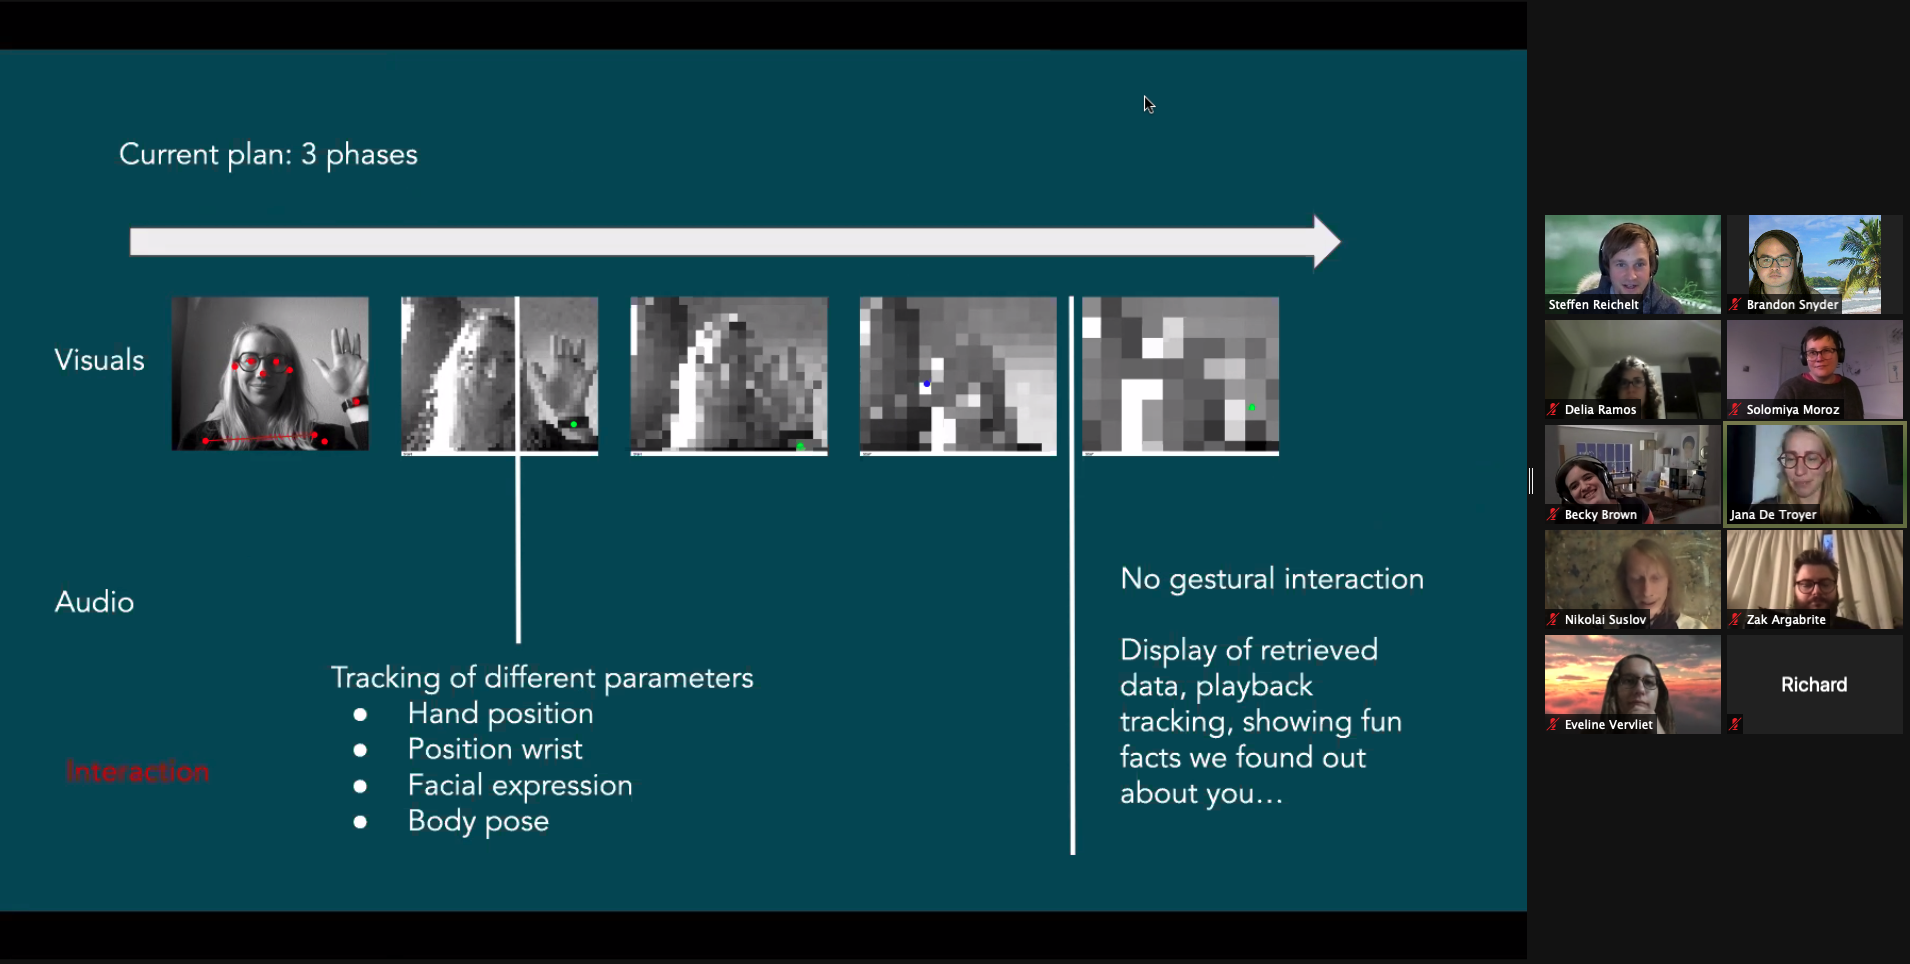 Current plan: 3 phases
Visuals
Audio
Interaction
Tracking of different parameters
● Hand position
● Position wrist
● Facial expression
● Body pose
No gestural interaction
Display of retrieved
data, playback
tracking, showing fun
facts we found out
about you...
Steffen Reichelt
Brandon Snyder
Delia Ramos
Solomiya Moroz
Becky Brown
Jana De Troyer
Nikolai Suslov
Zak Argabrite
Eveline Vervliet
Richard